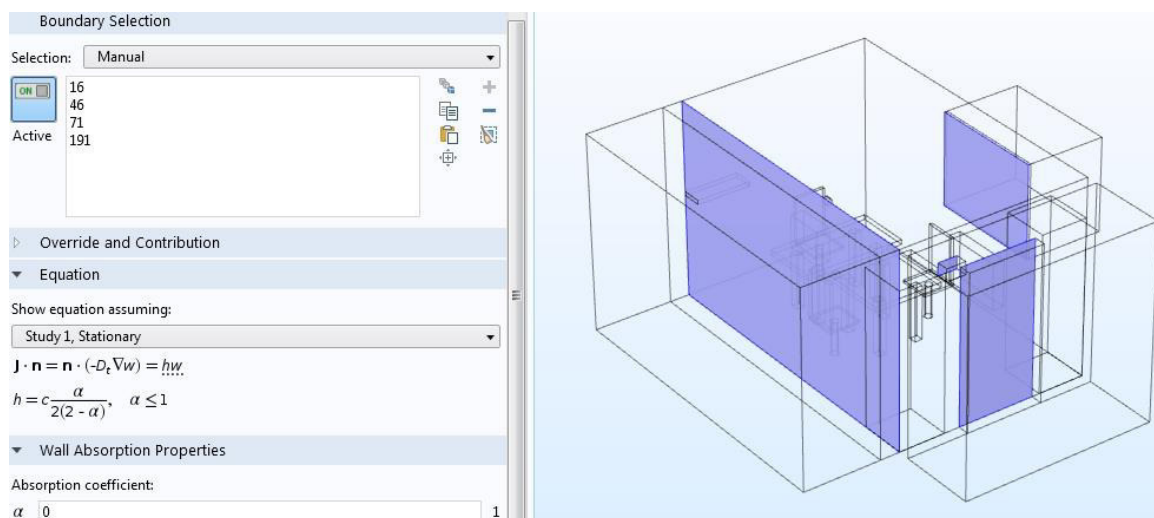 Boundary Selection
Selection: Manual
ON
Active
16
46
71
191
Override and Contribution
Equation
Show equation assuming:
Study 1, Stationary
J · n = n · (-D_t ∇w) = hw
h = c α/(2(2 - α)), α ≤ 1
Wall Absorption Properties
Absorption coefficient:
α 0 1